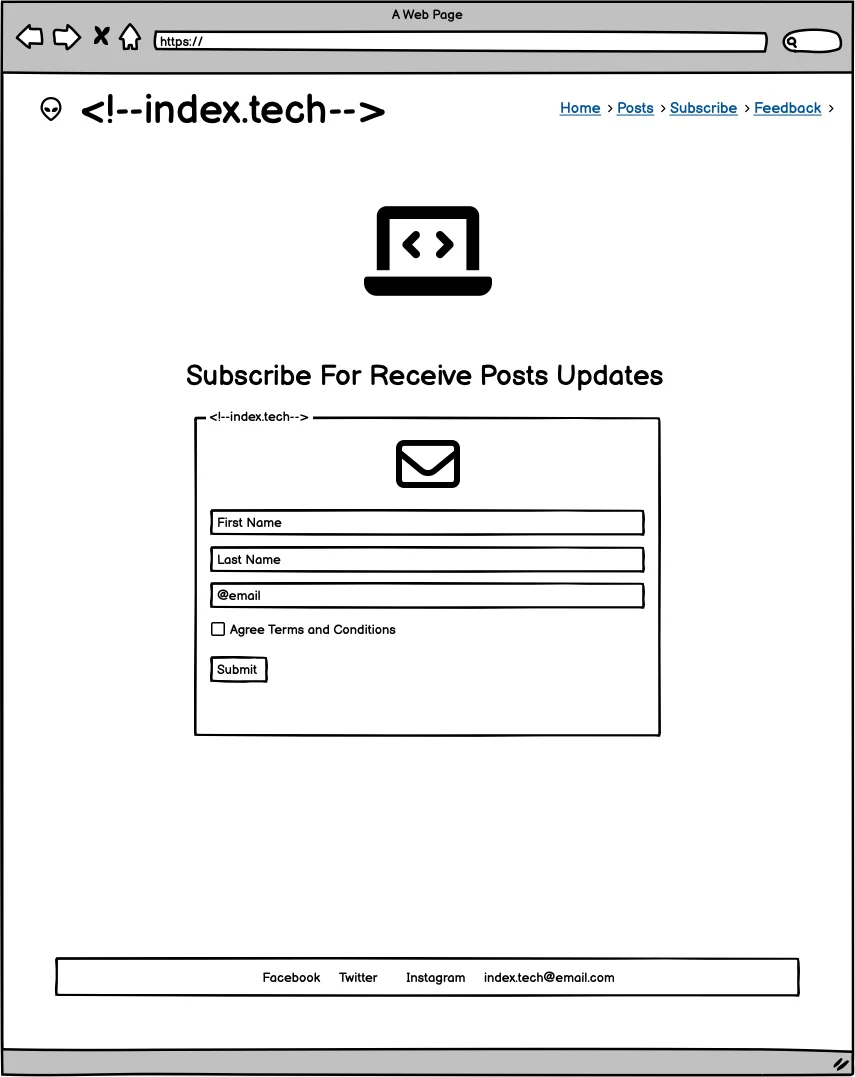 A Web Page
https://
<!--index.tech-->
Home > Posts > Subscribe > Feedback >
< >
Subscribe For Receive Posts Updates
<!--index.tech-->
First Name
Last Name
@email
Agree Terms and Conditions
Submit
Facebook Twitter Instagram index.tech@email.com